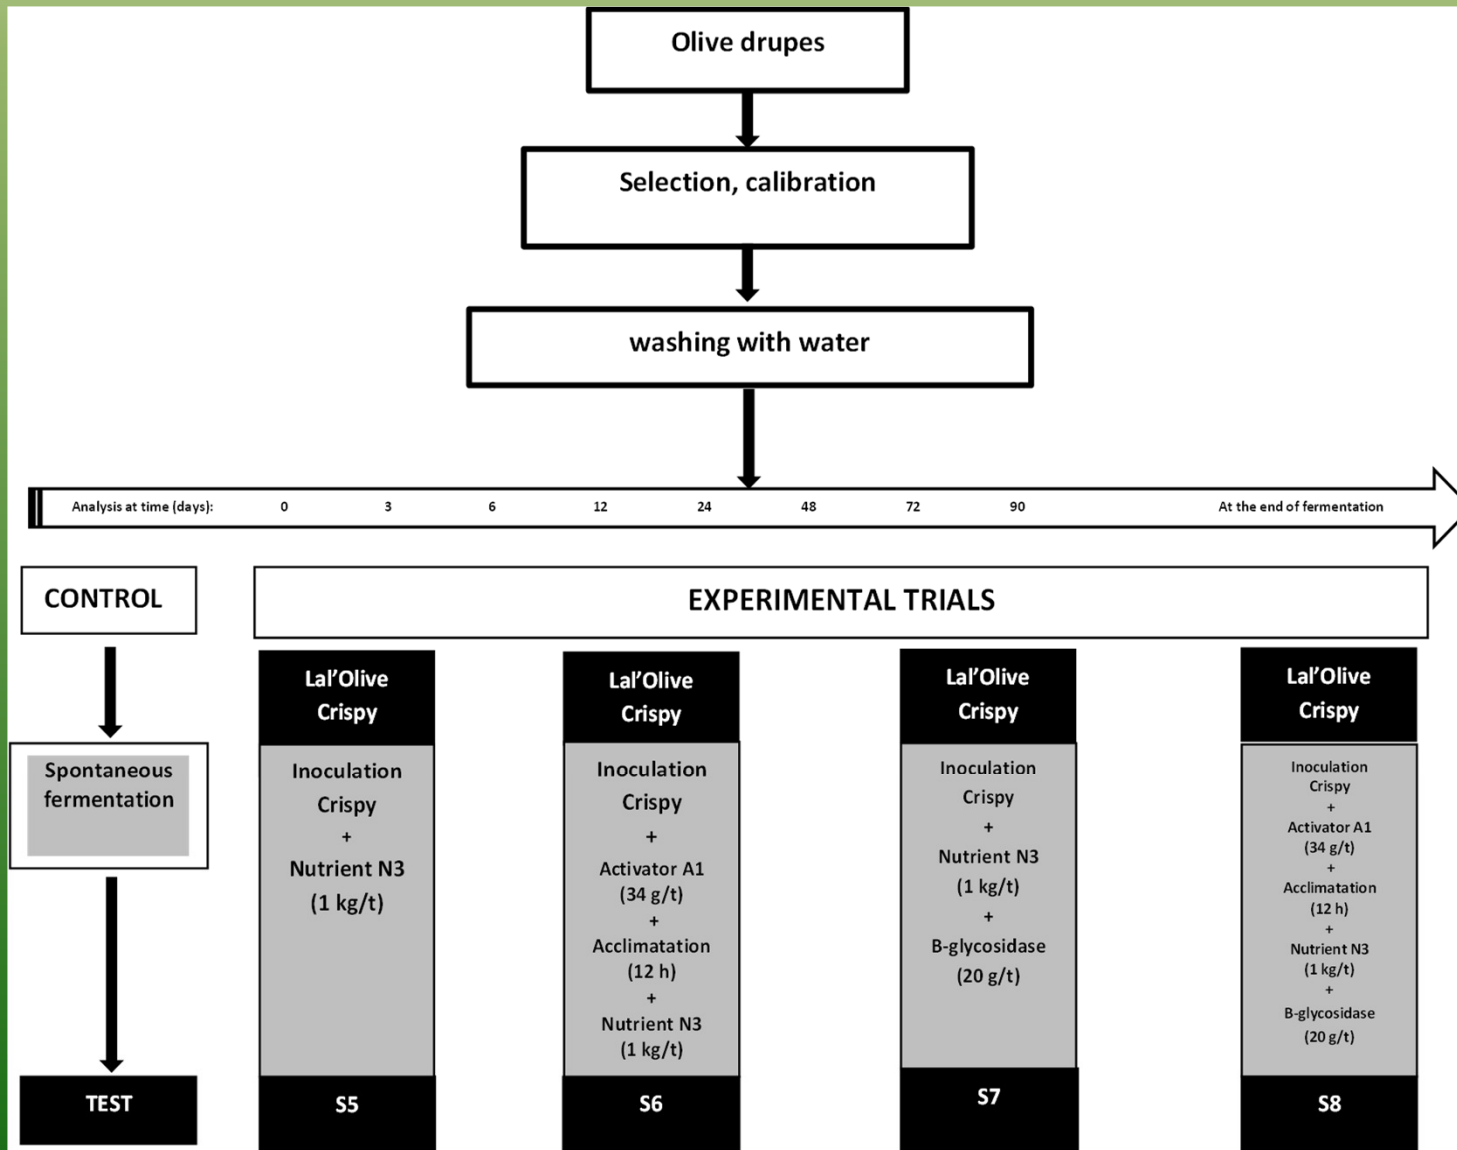 Olive drupes
Selection, calibration
washing with water
Analysis at time (days): 0 3 6 12 24 48 72 90 At the end of fermentation
CONTROL
EXPERIMENTAL TRIALS
Spontaneous
fermentation
TEST
Lal'Olive
Crispy
Inoculation
Crispy
+
Nutrient N3
(1 kg/t)
S5
Lal'Olive
Crispy
Inoculation
Crispy
+
Activator A1
(34 g/t)
+
Acclimatation
(12 h)
+
Nutrient N3
(1 kg/t)
S6
Lal'Olive
Crispy
Inoculation
Crispy
+
Nutrient N3
(1 kg/t)
+
B-glycosidase
(20 g/t)
S7
Lal'Olive
Crispy
Inoculation
Crispy
+
Activator A1
(34 g/t)
+
Acclimatation
(12 h)
+
Nutrient N3
(1 kg/t)
+
B-glycosidase
(20 g/t)
S8